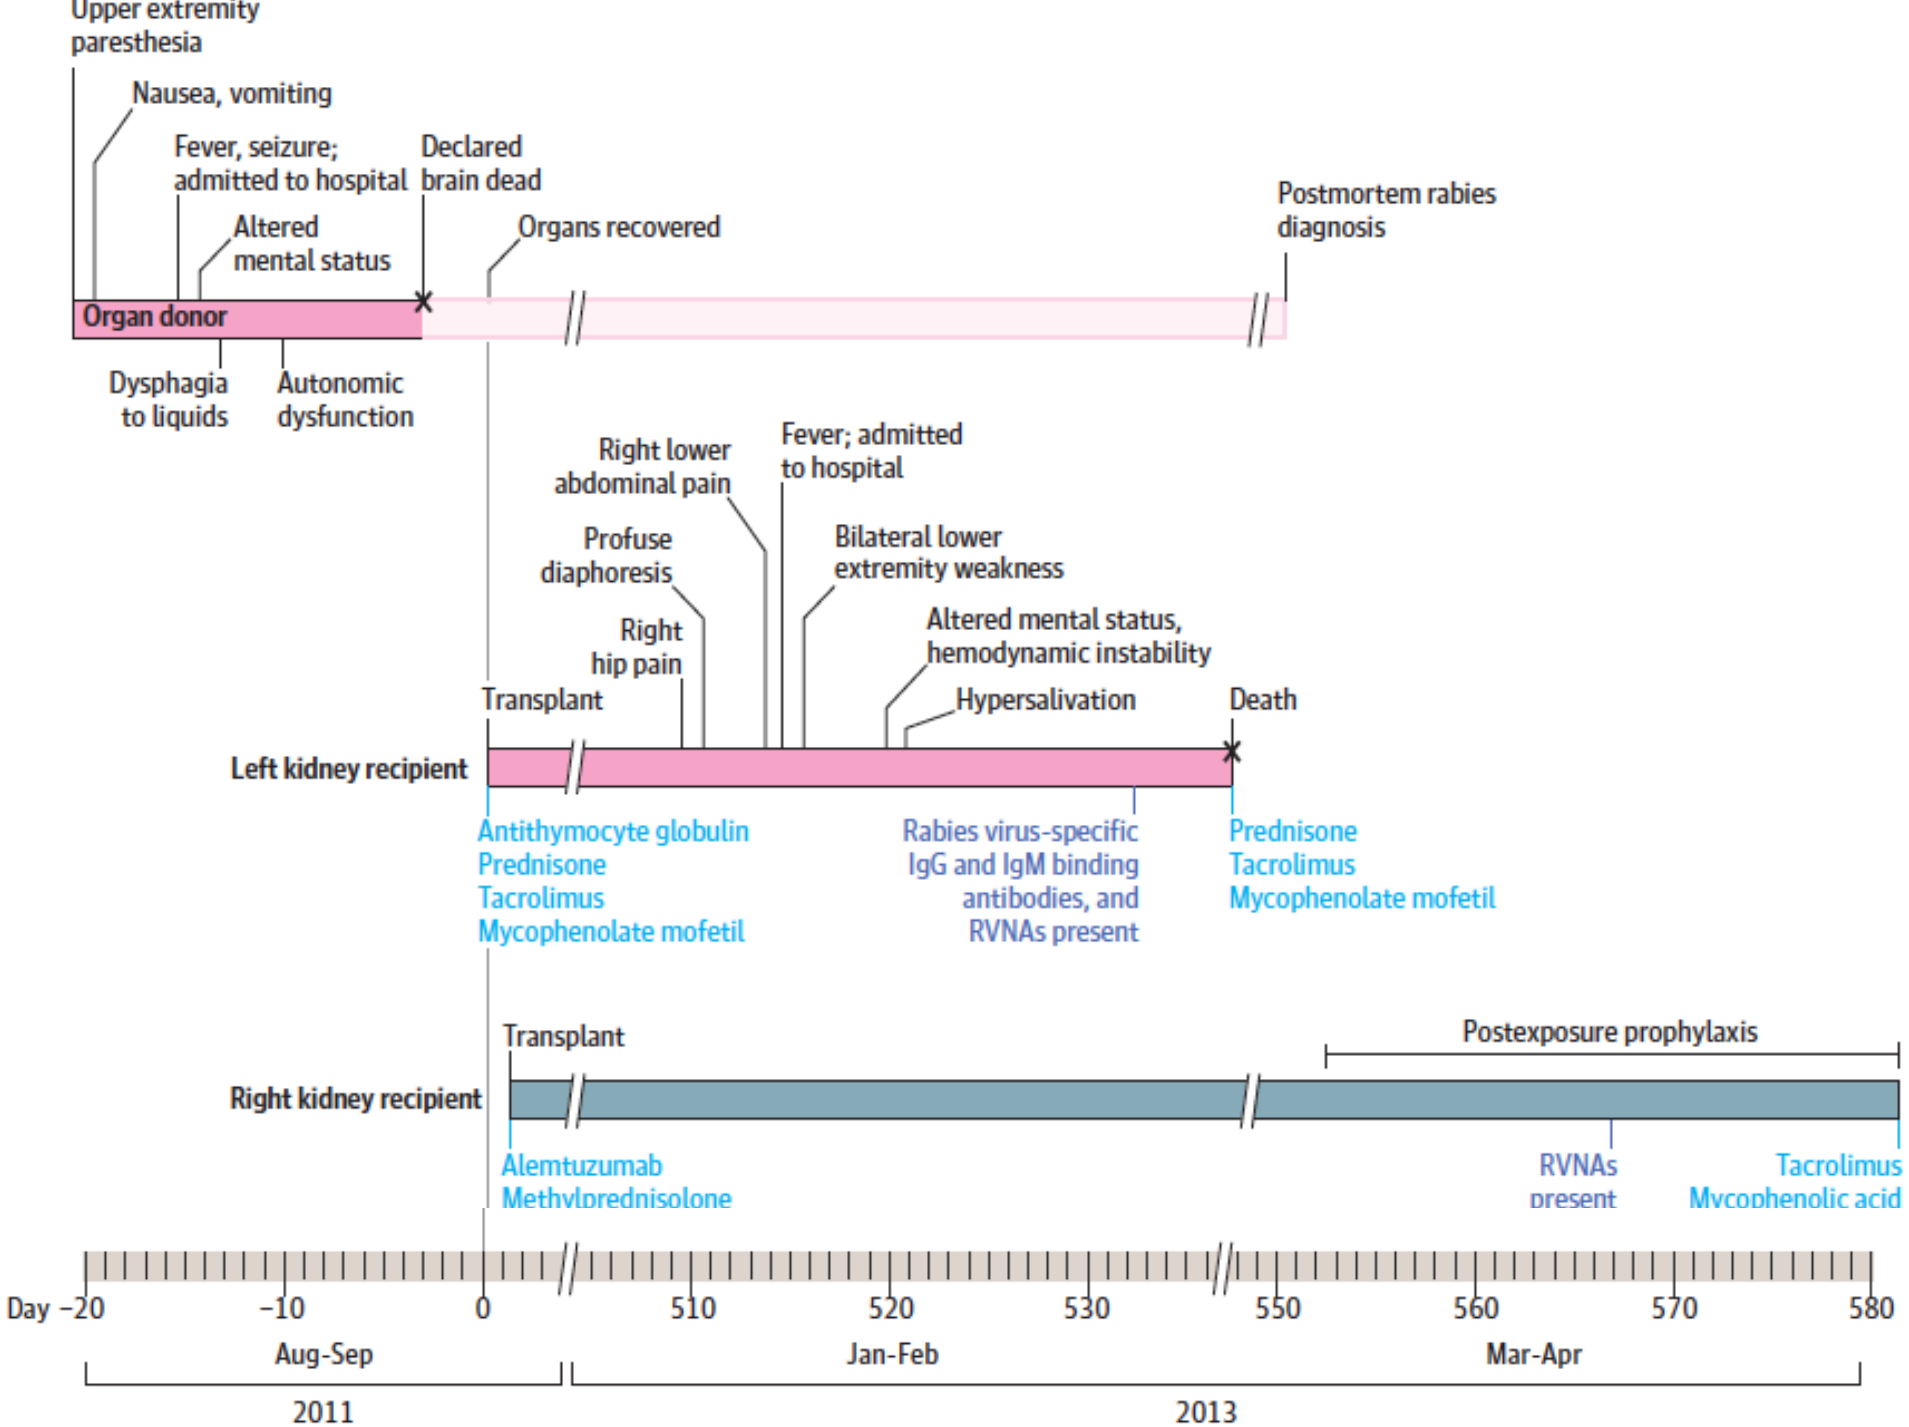 Upper extremity
paresthesia
Nausea, vomiting
Fever, seizure;
admitted to hospital
Declared
brain dead
Altered
mental status
Organs recovered
Postmortem rabies
diagnosis
Organ donor
Dysphagia
to liquids
Autonomic
dysfunction
Right lower
abdominal pain
Fever; admitted
to hospital
Profuse
diaphoresis
Bilateral lower
extremity weakness
Right
hip pain
Altered mental status,
hemodynamic instability
Transplant
Hypersalivation
Death
Left kidney recipient
Antithymocyte globulin
Prednisone
Tacrolimus
Mycophenolate mofetil
Rabies virus-specific
IgG and IgM binding
antibodies, and
RVNAs present
Prednisone
Tacrolimus
Mycophenolate mofetil
Transplant
Postexposure prophylaxis
Right kidney recipient
Alemtuzumab
Methylprednisolone
RVNAs
present
Tacrolimus
Mycophenolic acid
Day −20 −10 0 510 520 530 550 560 570 580
Aug-Sep Jan-Feb Mar-Apr
2011 2013